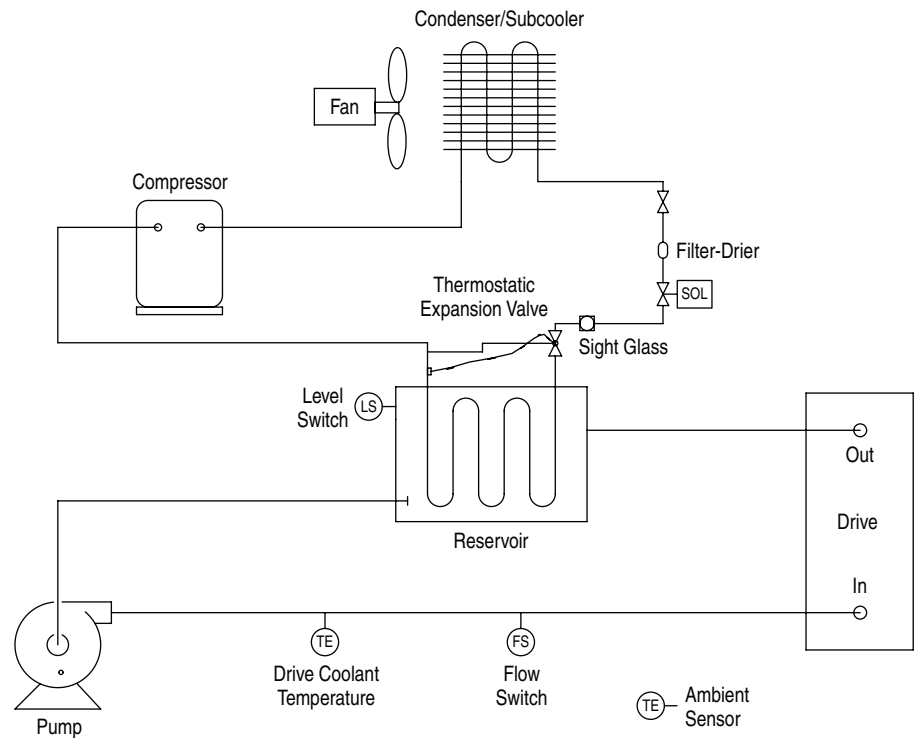 Condenser/Subcooler
Fan
Compressor
Filter-Drier
SOL
Thermostatic
Expansion Valve
Sight Glass
Level
Switch
LS
Out
Drive
In
Reservoir
TE
FS
Drive Coolant
Temperature
Flow
Switch
TE
Ambient
Sensor
Pump